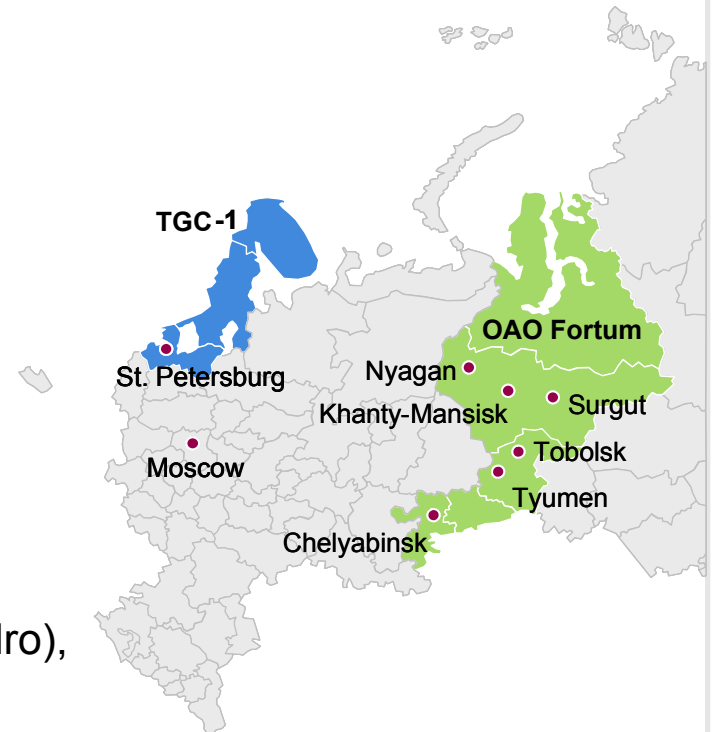 TGC-1
OAO Fortum
St. Petersburg
Nyagan
Khanty-Mansisk
Surgut
Moscow
Tobolsk
Tyumen
Chelyabinsk
dro),